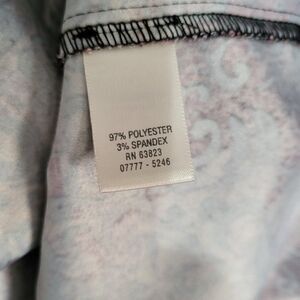 97% POLYESTER
3% SPANDEX
RN 63823
07777 - 5246